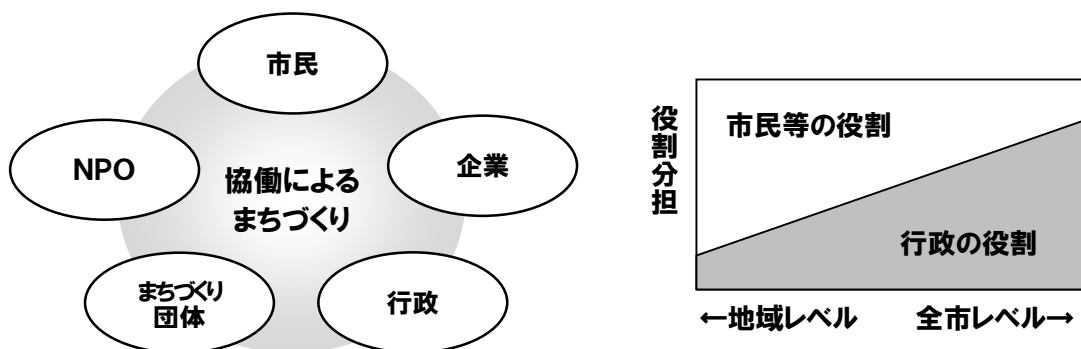 市民
NPO
企業
協働による
まちづくり
まちづくり
団体
行政
役割分担
市民等の役割
行政の役割
←地域レベル
全市レベル→